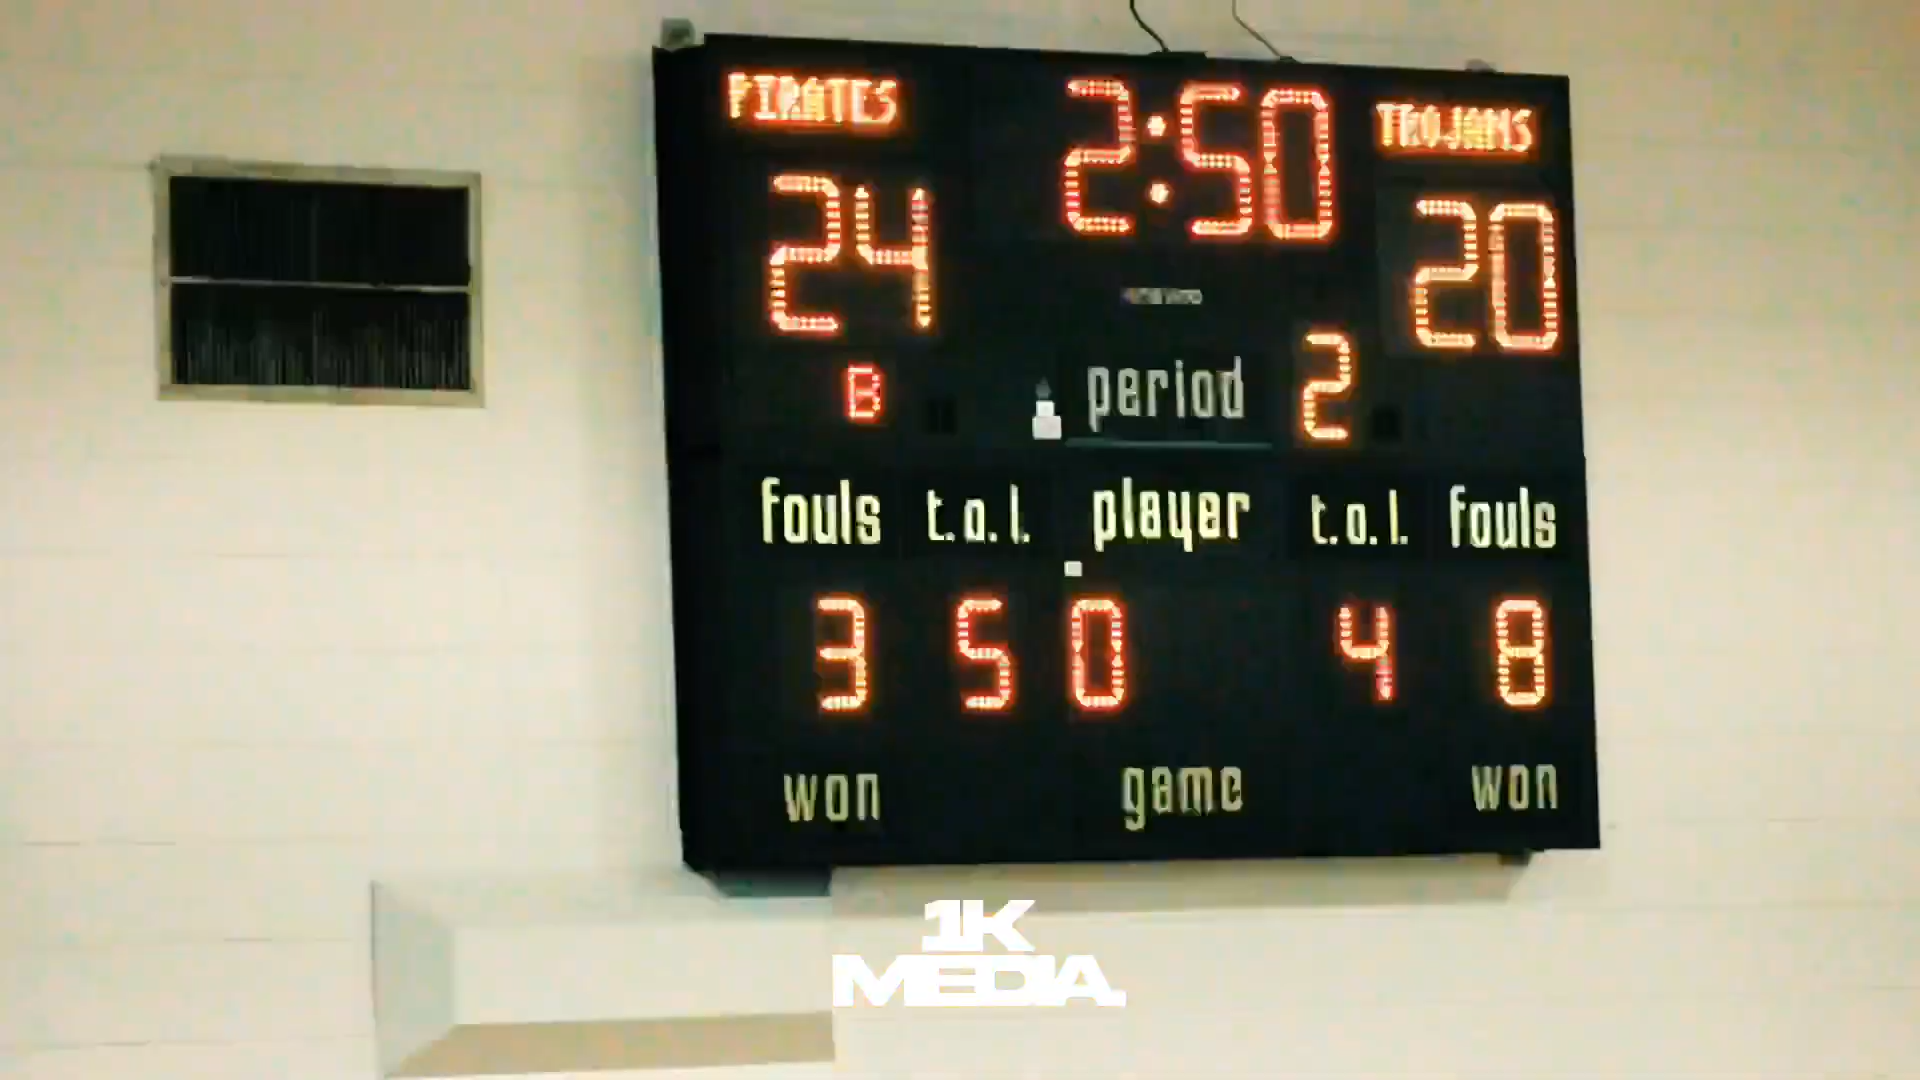 PIRATES 2:50 TROJANS
24 20
B period 2
fouls t.o.l. player t.o.l. fouls
3 5 0 4 8
won game won
1K
MEDIA.